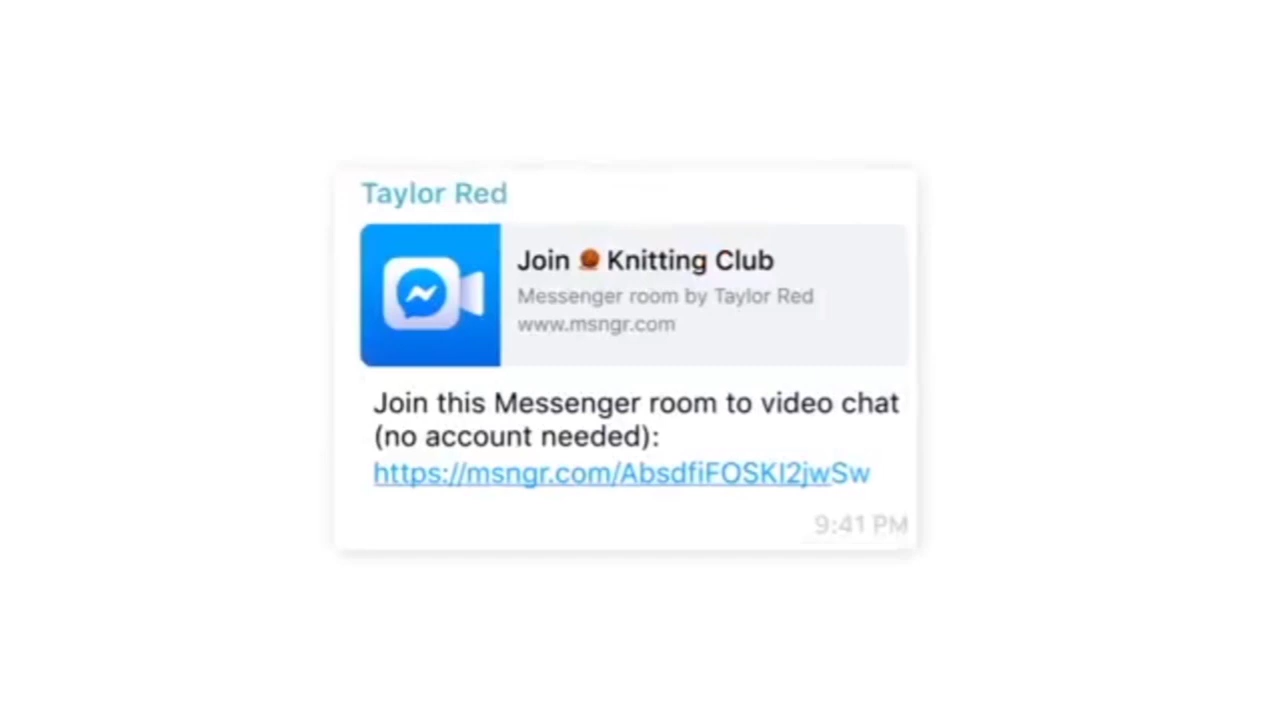 Taylor Red
Join 🧶 Knitting Club
Messenger room by Taylor Red
www.msngr.com
Join this Messenger room to video chat
(no account needed):
https://msngr.com/AbsdfiFOSKI2jwSw
9:41 PM